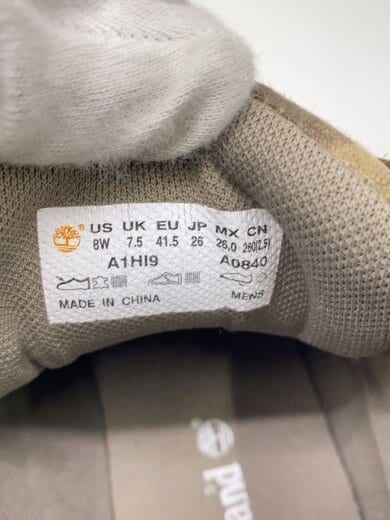 US UK EU JP MX CN
8W 7.5 41.5 26 26.0 260(2.5)
A1HI9 A0840
MADE IN CHINA MENS